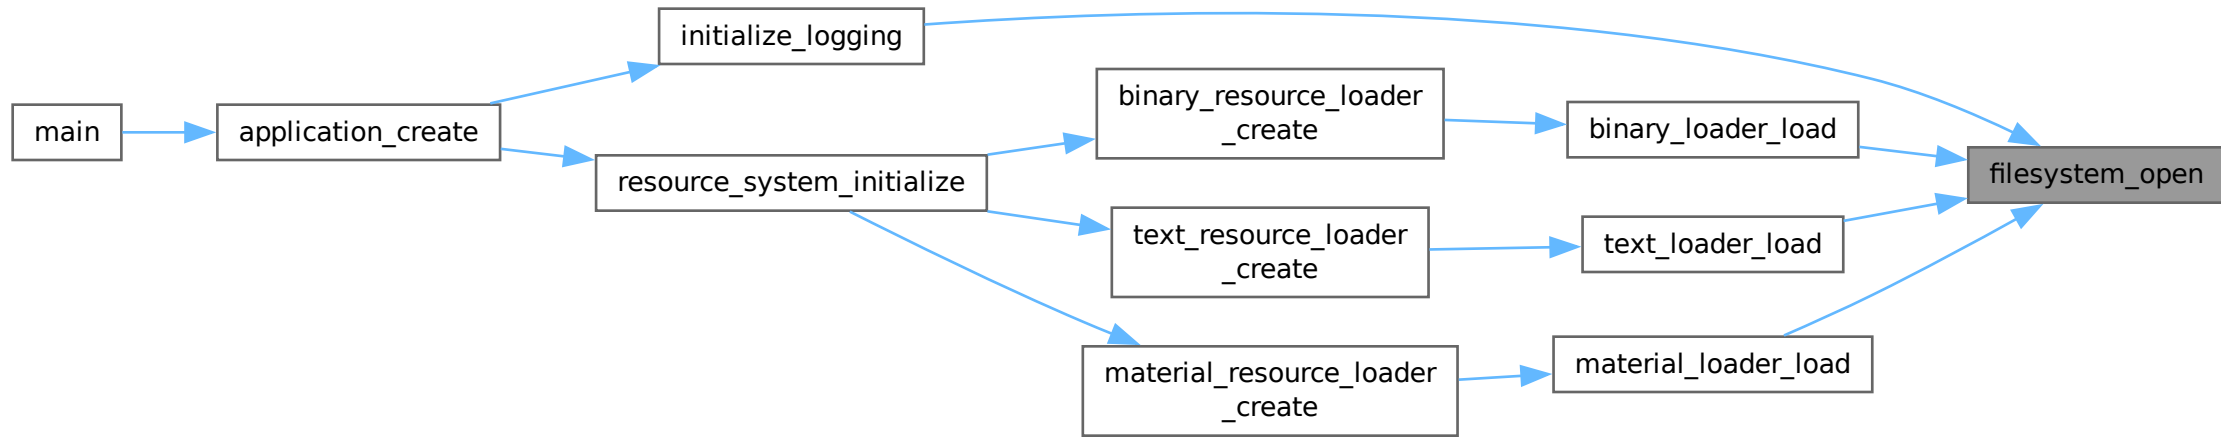 main
application_create
initialize_logging
resource_system_initialize
binary_resource_loader
_create
text_resource_loader
_create
material_resource_loader
_create
binary_loader_load
text_loader_load
material_loader_load
filesystem_open